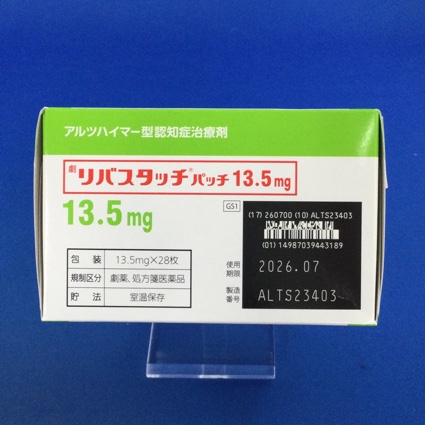 アルツハイマー型認知症治療剤
劇 リバスタッチ®パッチ 13.5mg
13.5mg
GS1
(17) 260700 (10) ALTS23403
(01) 14987039443189
包装 13.5mg×28枚
規制区分 劇薬、処方箋医薬品
貯法 室温保存
使用期限 2026.07
製造番号 ALTS23403